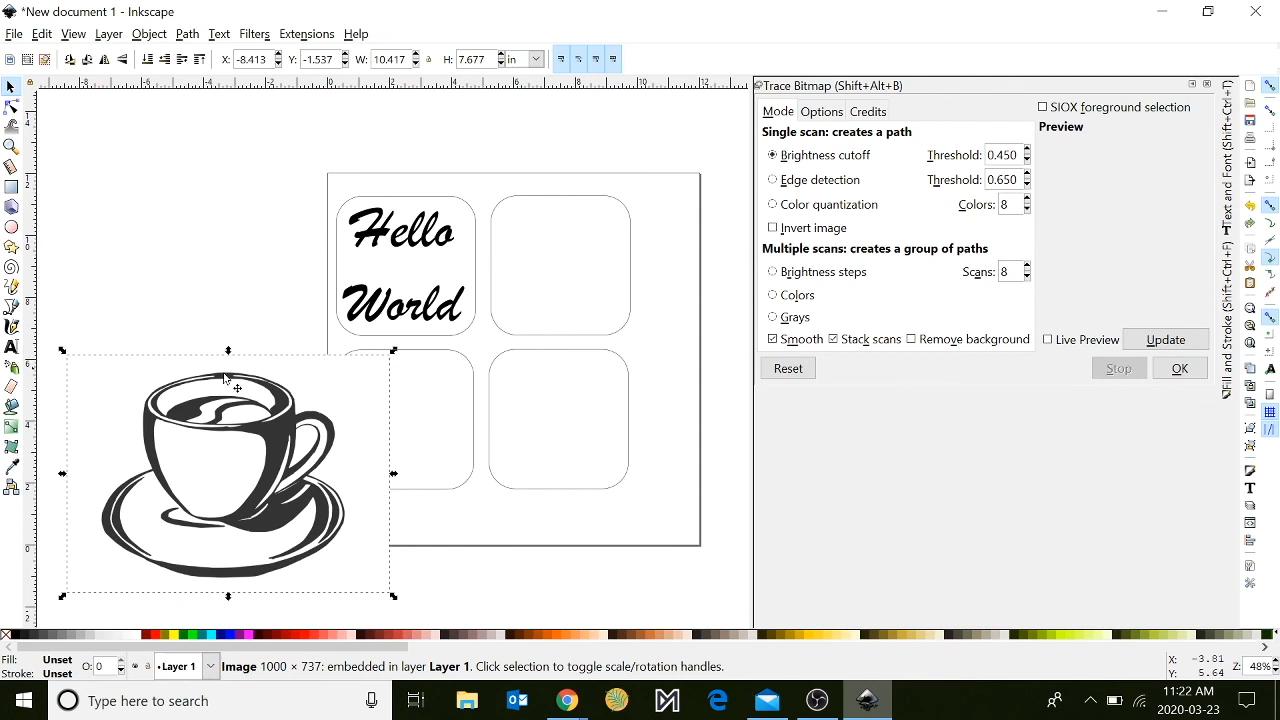 *New document 1 - Inkscape
File Edit View Layer Object Path Text Filters Extensions Help
X: -8.413 Y: -1.537 W: 10.417 H: 7.677 in
Trace Bitmap (Shift+Alt+B)
Mode Options Credits
SIOX foreground selection
Single scan: creates a path
Preview
Brightness cutoff Threshold: 0.450
Edge detection Threshold: 0.650
Color quantization Colors: 8
Invert image
Multiple scans: creates a group of paths
Brightness steps Scans: 8
Colors
Grays
Smooth Stack scans Remove background
Live Preview Update
Reset Stop OK
Text and Font (Shift+Ctrl+T)
Fill and Stroke (Shift+Ctrl+F)
Hello
World
Fill: Unset
Stroke: Unset
O: 0
Layer 1
Image 1000 × 737: embedded in layer Layer 1. Click selection to toggle scale/rotation handles.
X: -3.81
Y: 5.64
Z: 48%
Type here to search
11:22 AM
2020-03-23